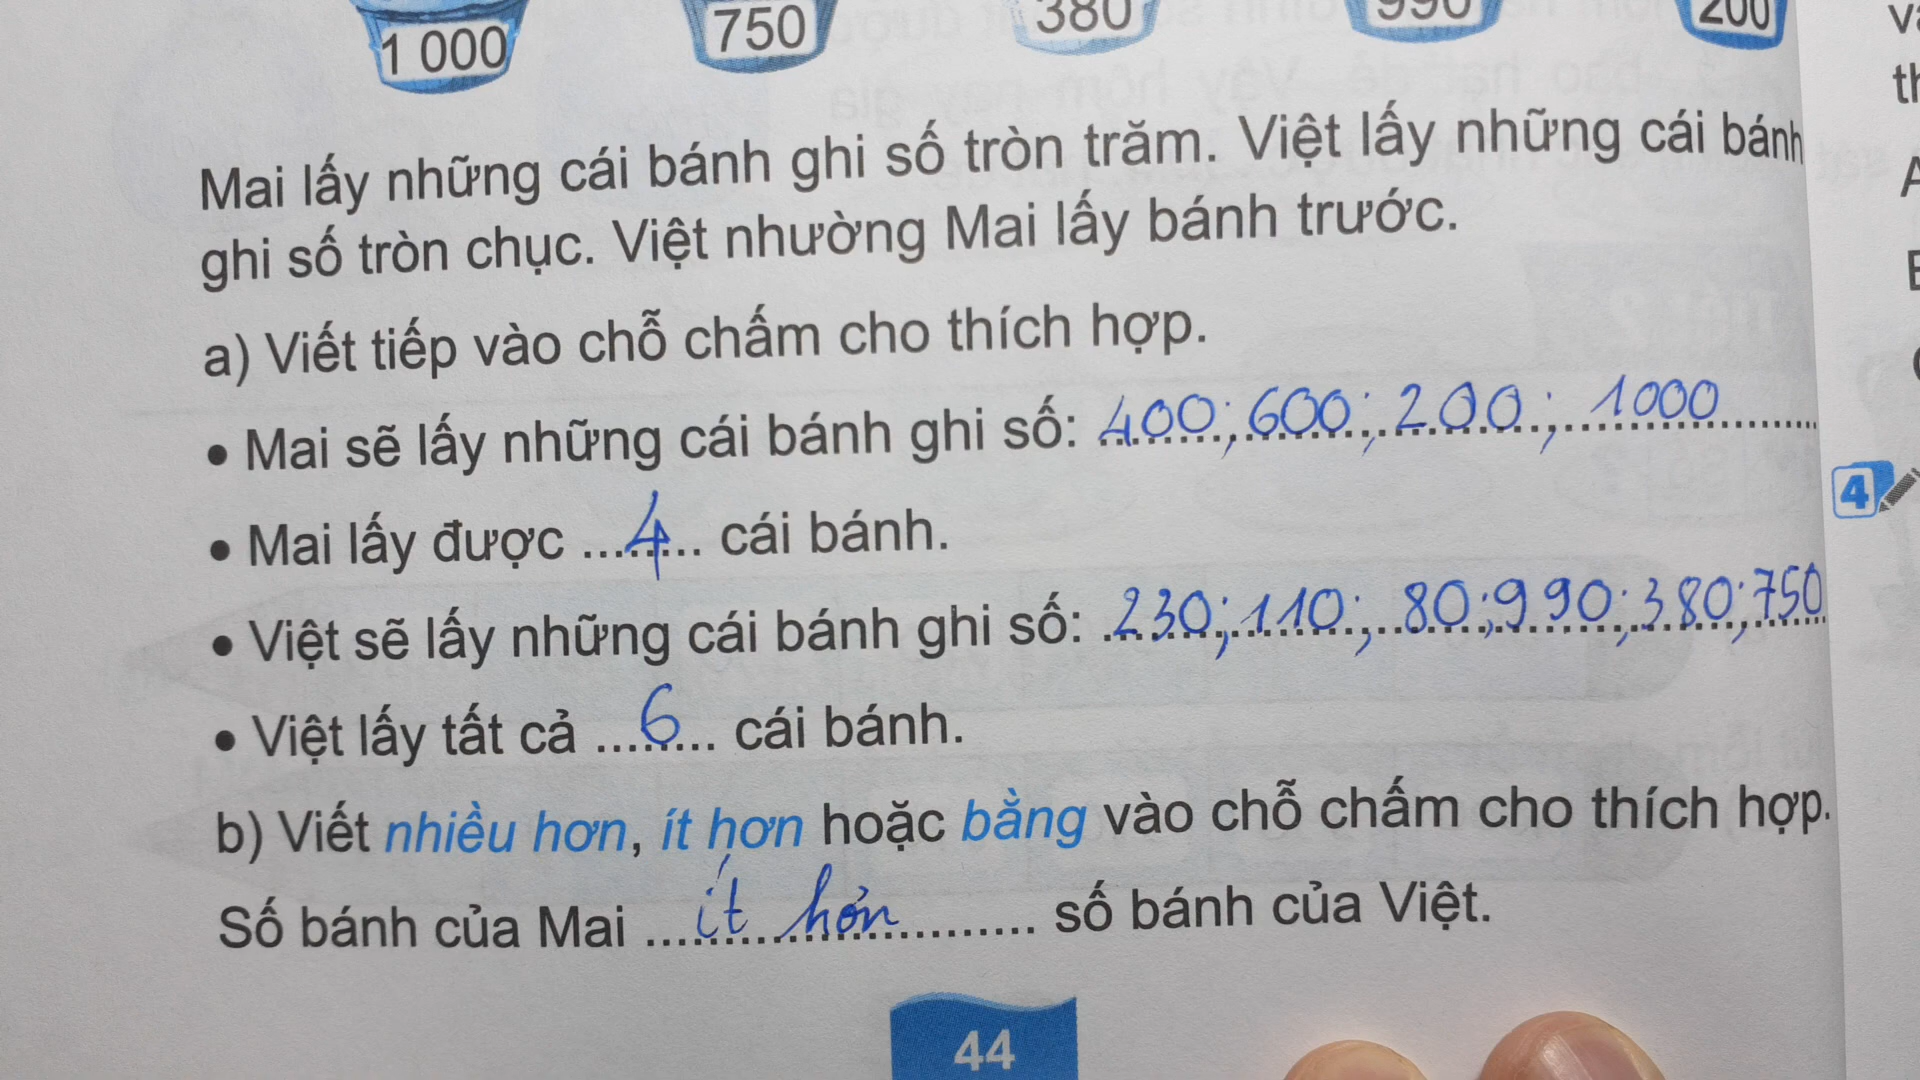 1 000 750 380 990 200
Mai lấy những cái bánh ghi số tròn trăm. Việt lấy những cái bánh
ghi số tròn chục. Việt nhường Mai lấy bánh trước.
a) Viết tiếp vào chỗ chấm cho thích hợp.
• Mai sẽ lấy những cái bánh ghi số: 400; 600; 200; 1000
• Mai lấy được ...4... cái bánh.
• Việt sẽ lấy những cái bánh ghi số: 230; 110; 80; 990; 380; 750
• Việt lấy tất cả ...6... cái bánh.
b) Viết nhiều hơn, ít hơn hoặc bằng vào chỗ chấm cho thích hợp.
Số bánh của Mai ...ít hơn... số bánh của Việt.
44
4